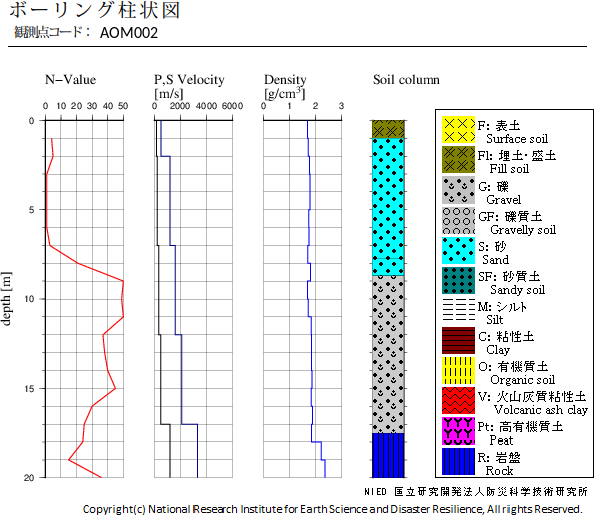 ボーリング柱状図
観測点コード： AOM002
N−Value
P,S Velocity
[m/s]
Density
[g/cm³]
Soil column
0 10 20 30 40 50
0 2000 4000 6000
0 1 2 3
0
5
10
15
20
depth [m]
F: 表土
Surface soil
Fl: 埋土・盛土
Fill soil
G: 礫
Gravel
GF: 礫質土
Gravelly soil
S: 砂
Sand
SF: 砂質土
Sandy soil
M: シルト
Silt
C: 粘性土
Clay
O: 有機質土
Organic soil
V: 火山灰質粘性土
Volcanic ash clay
Pt: 高有機質土
Peat
R: 岩盤
Rock
NIED 国立研究開発法人防災科学技術研究所
Copyright(c) National Research Institute for Earth Science and Disaster Resilience, All rights Reserved.